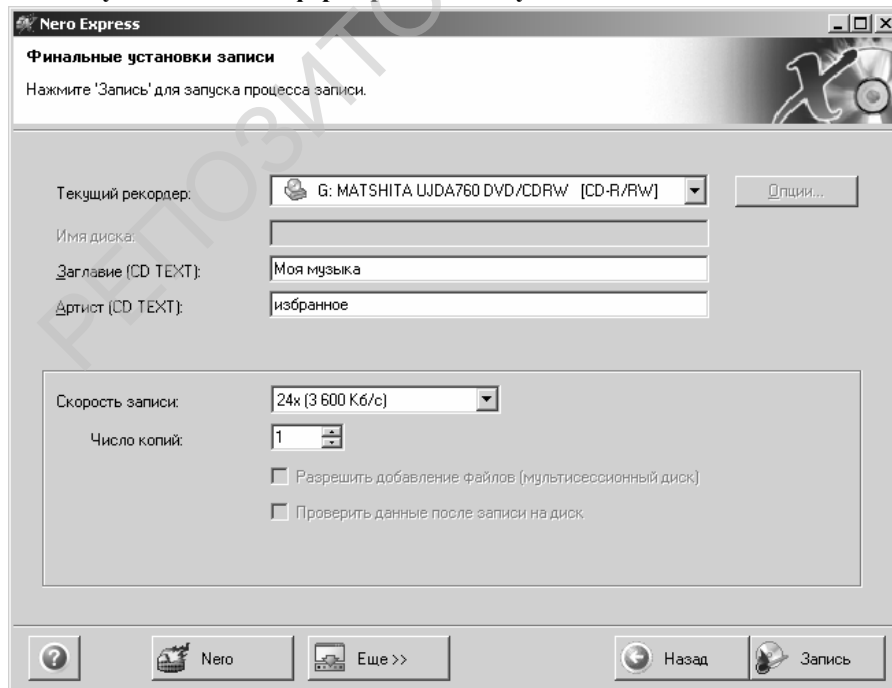 Nero Express
Финальные установки записи
Нажмите 'Запись' для запуска процесса записи.
Текущий рекордер: G: MATSHITA UJDA760 DVD/CDRW [CD-R/RW] Опции...
Имя диска:
Заглавие (CD TEXT): Моя музыка
Артист (CD TEXT): избранное
Скорость записи: 24x (3 600 Кб/с)
Число копий: 1
Разрешить добавление файлов (мультисессионный диск)
Проверить данные после записи на диск
Nero Еще >> Назад Запись